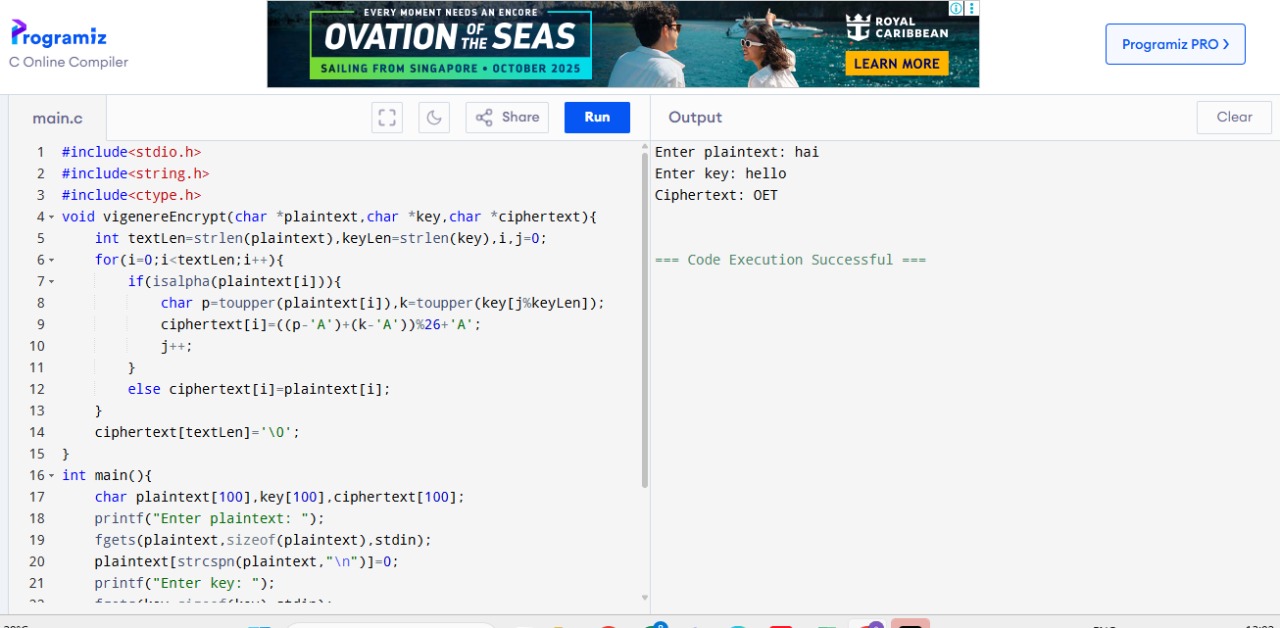 Programiz
C Online Compiler
EVERY MOMENT NEEDS AN ENCORE
OVATION OF THE SEAS
SAILING FROM SINGAPORE • OCTOBER 2025
ROYAL
CARIBBEAN
LEARN MORE
Programiz PRO
main.c
Share
Run
Output
Clear
1 #include<stdio.h>
2 #include<string.h>
3 #include<ctype.h>
4 void vigenereEncrypt(char *plaintext,char *key,char *ciphertext){
5 int textLen=strlen(plaintext),keyLen=strlen(key),i,j=0;
6 for(i=0;i<textLen;i++){
7 if(isalpha(plaintext[i])){
8 char p=toupper(plaintext[i]),k=toupper(key[j%keyLen]);
9 ciphertext[i]=((p-'A')+(k-'A'))%26+'A';
10 j++;
11 }
12 else ciphertext[i]=plaintext[i];
13 }
14 ciphertext[textLen]='\0';
15 }
16 int main(){
17 char plaintext[100],key[100],ciphertext[100];
18 printf("Enter plaintext: ");
19 fgets(plaintext,sizeof(plaintext),stdin);
20 plaintext[strcspn(plaintext,"\n")]=0;
21 printf("Enter key: ");
Enter plaintext: hai
Enter key: hello
Ciphertext: OET
=== Code Execution Successful ===